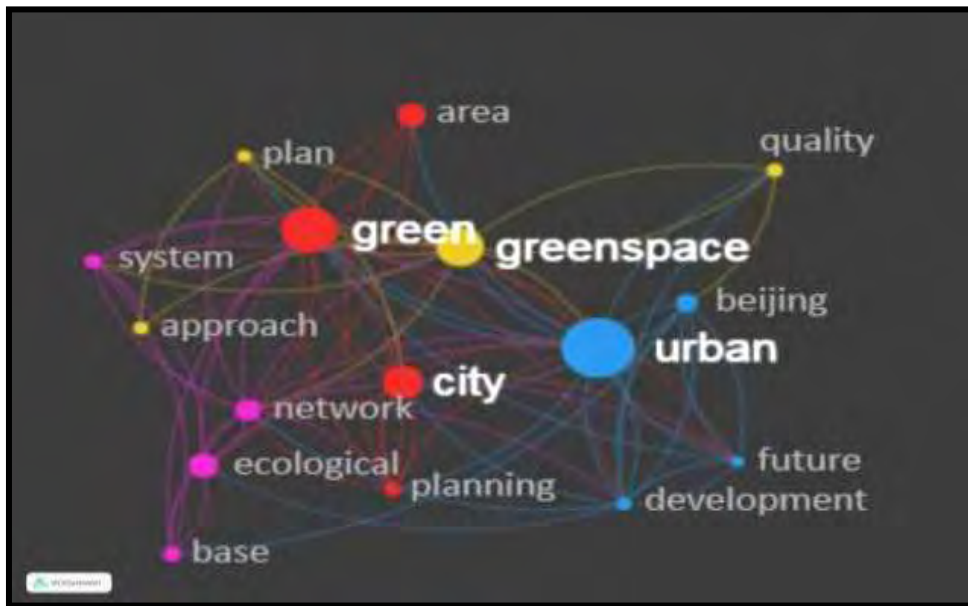 area
plan
quality
green
greenspace
system
beijing
approach
urban
city
network
ecological
future
planning
development
base